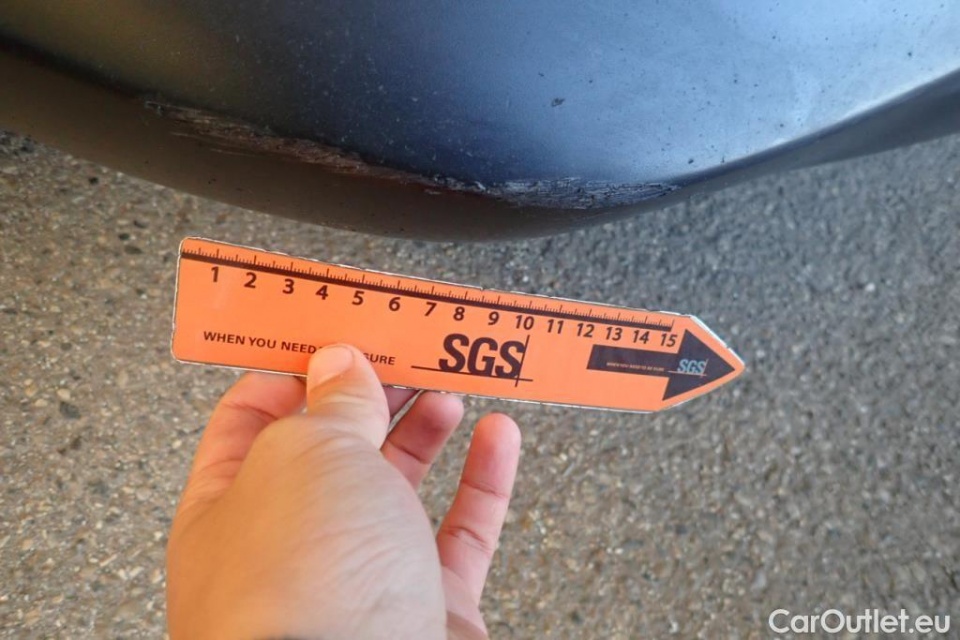 1 2 3 4 5 6 7 8 9 10 11 12 13 14 15
WHEN YOU NEED
SGS
SGS
CarOutlet.eu